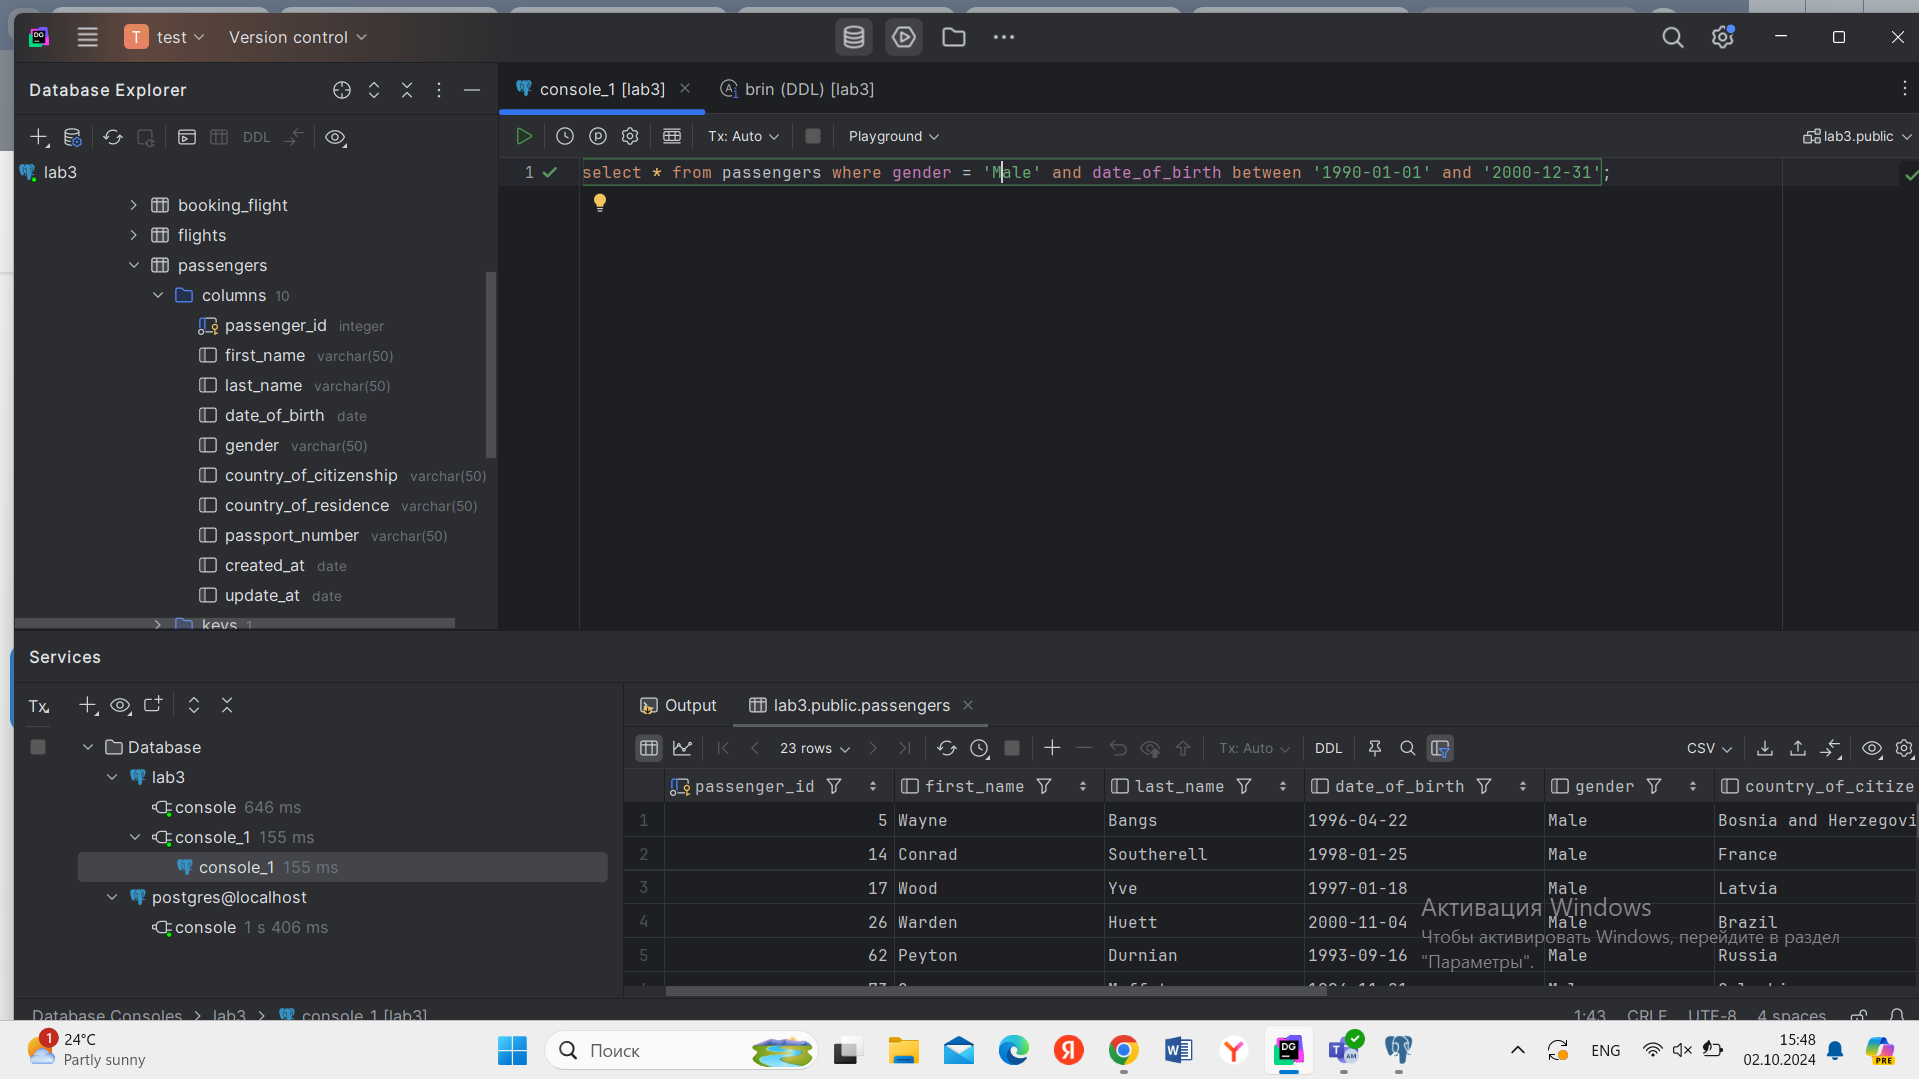 T test Version control
Database Explorer
DDL
lab3
booking_flight
flights
passengers
columns 10
passenger_id integer
first_name varchar(50)
last_name varchar(50)
date_of_birth date
gender varchar(50)
country_of_citizenship varchar(50)
country_of_residence varchar(50)
passport_number varchar(50)
created_at date
update_at date
keys 1
console_1 [lab3] brin (DDL) [lab3]
Tx: Auto Playground lab3.public
1 select * from passengers where gender = 'Male' and date_of_birth between '1990-01-01' and '2000-12-31';
Services
Tx
Database
lab3
console 646 ms
console_1 155 ms
console_1 155 ms
postgres@localhost
console 1 s 406 ms
Output lab3.public.passengers
23 rows Tx: Auto DDL CSV
passenger_id first_name last_name date_of_birth gender country_of_citize
1 5 Wayne Bangs 1996-04-22 Male Bosnia and Herzegovi
2 14 Conrad Southerell 1998-01-25 Male France
3 17 Wood Yve 1997-01-18 Male Latvia
4 26 Warden Huett 2000-11-04 Male Brazil
5 62 Peyton Durnian 1993-09-16 Male Russia
Активация Windows
Чтобы активировать Windows, перейдите в раздел
"Параметры".
Database Consoles > lab3 > console_1 [lab3] 1:43 CRLF UTF-8 4 spaces
1 24°C
Partly sunny
Поиск
ENG
15:48
02.10.2024
PRE